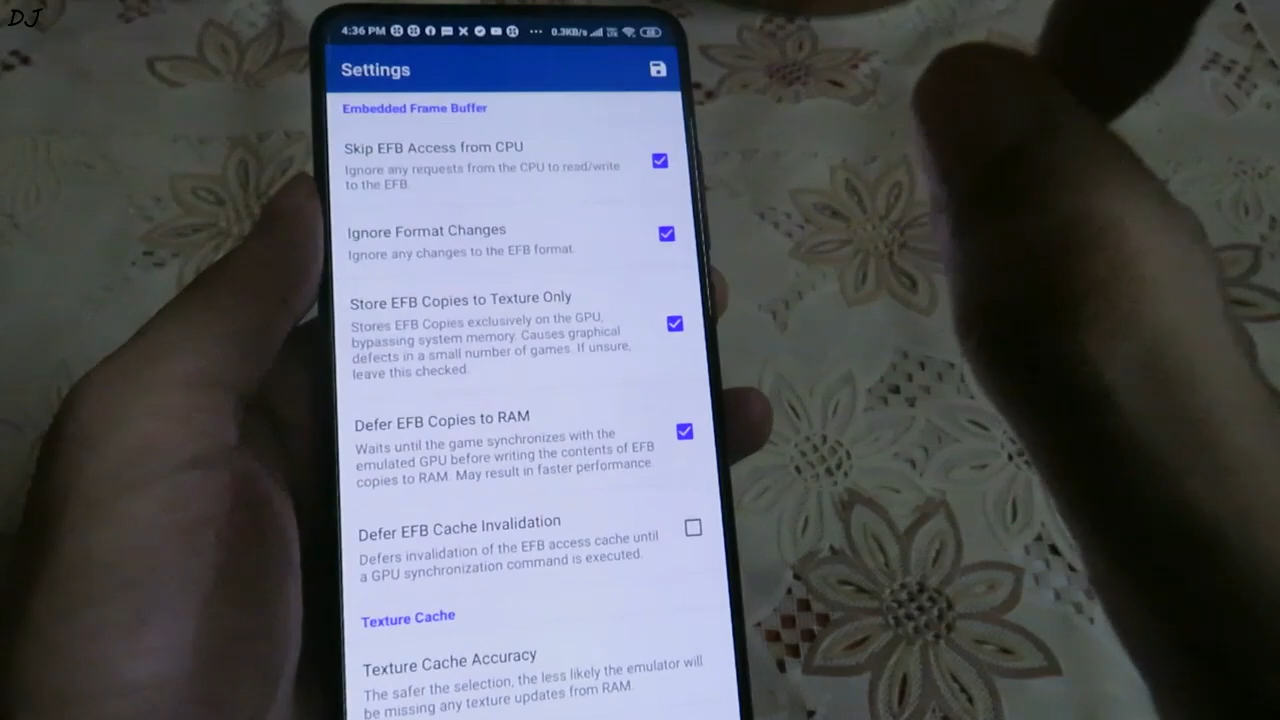 DJ
4:36 PM 0.3KB/s 68
Settings
Embedded Frame Buffer
Skip EFB Access from CPU
Ignore any requests from the CPU to read/write
to the EFB.
Ignore Format Changes
Ignore any changes to the EFB format.
Store EFB Copies to Texture Only
Stores EFB Copies exclusively on the GPU,
bypassing system memory. Causes graphical
defects in a small number of games. If unsure,
leave this checked.
Defer EFB Copies to RAM
Waits until the game synchronizes with the
emulated GPU before writing the contents of EFB
copies to RAM. May result in faster performance.
Defer EFB Cache Invalidation
Defers invalidation of the EFB access cache until
a GPU synchronization command is executed.
Texture Cache
Texture Cache Accuracy
The safer the selection, the less likely the emulator will
be missing any texture updates from RAM.